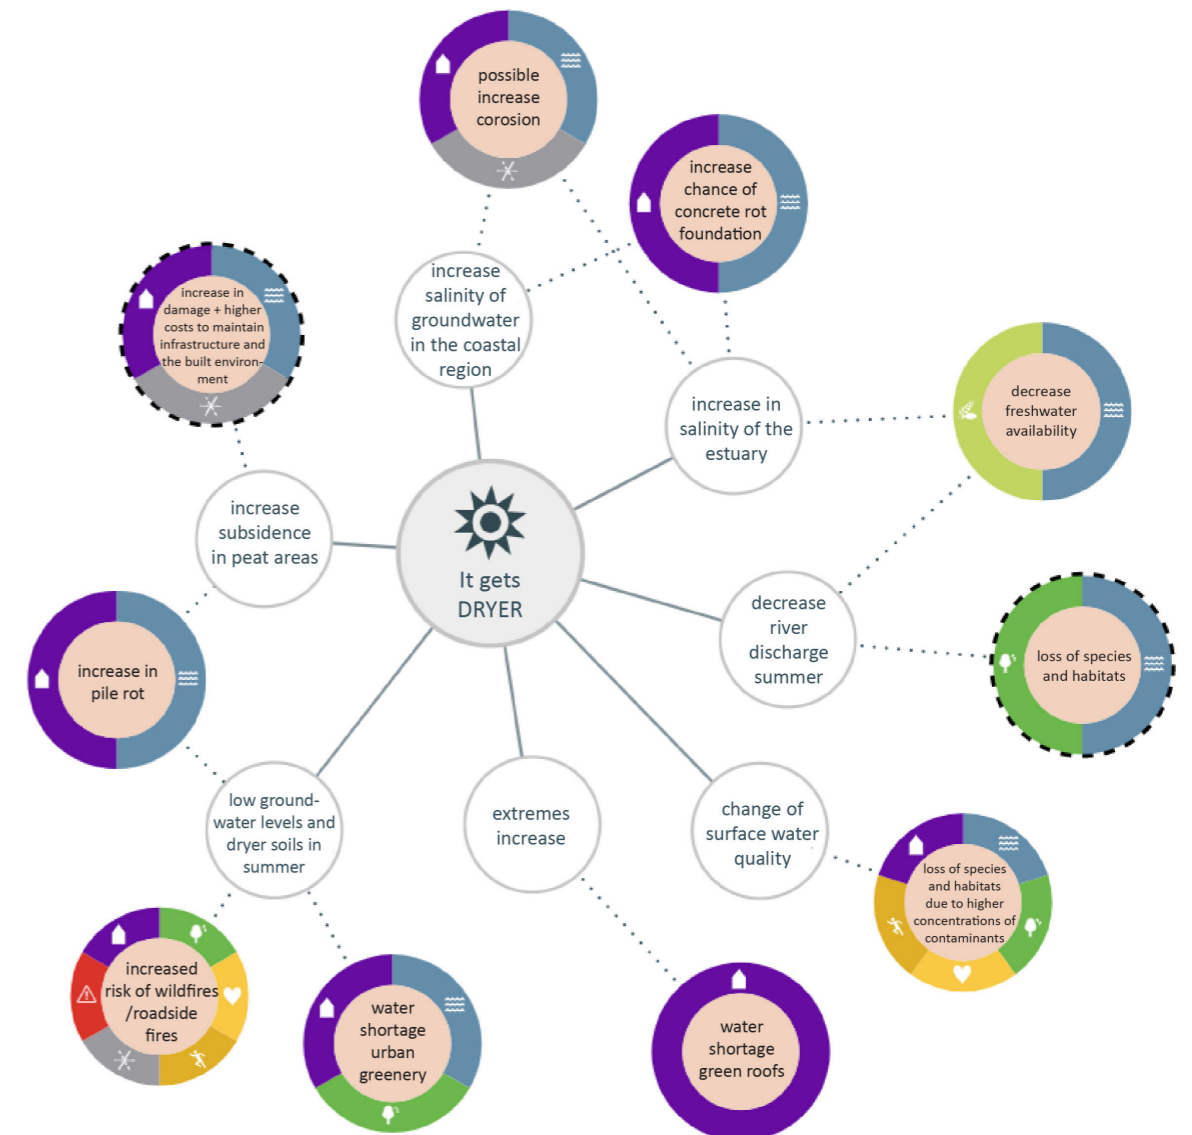 possible
increase
corosion
increase
chance of
concrete rot
foundation
increase in
damage + higher
costs to maintain
infrastructure and
the built environ-
ment
increase
salinity of
groundwater
in the coastal
region
increase in
salinity of the
estuary
decrease
freshwater
availability
increase
subsidence
in peat areas
It gets
DRYER
decrease
river
discharge
summer
loss of species
and habitats
increase in
pile rot
low ground-
water levels and
dryer soils in
summer
extremes
increase
change of
surface water
quality
loss of species
and habitats
due to higher
concentrations of
contaminants
increased
risk of wildfires
/roadside
fires
water
shortage
urban
greenery
water
shortage
green roofs